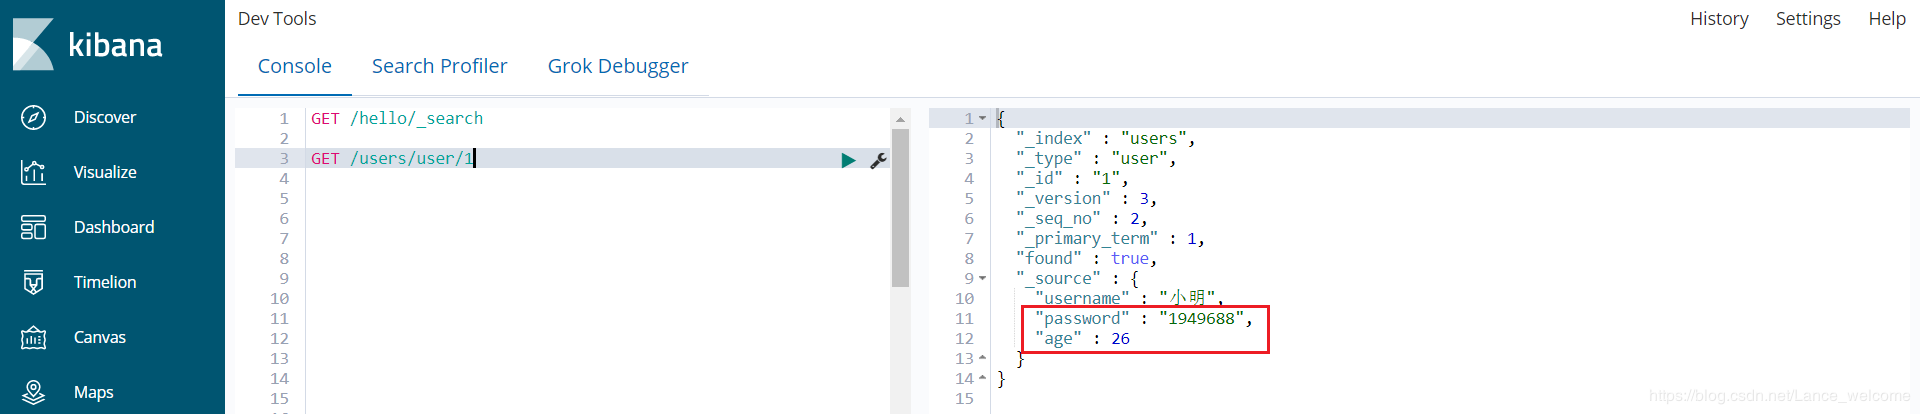 kibana
Discover
Visualize
Dashboard
Timelion
Canvas
Maps
Dev Tools
History Settings Help
Console Search Profiler Grok Debugger
1 GET /hello/_search
2
3 GET /users/user/1
4
5
6
7
8
9
10
11
12
13
14
15
1 {
2 "_index" : "users",
3 "_type" : "user",
4 "_id" : "1",
5 "_version" : 3,
6 "_seq_no" : 2,
7 "_primary_term" : 1,
8 "found" : true,
9 "_source" : {
10 "username" : "小明",
11 "password" : "1949688",
12 "age" : 26
13 }
14 }
15
https://blog.csdn.net/Lance_welcome